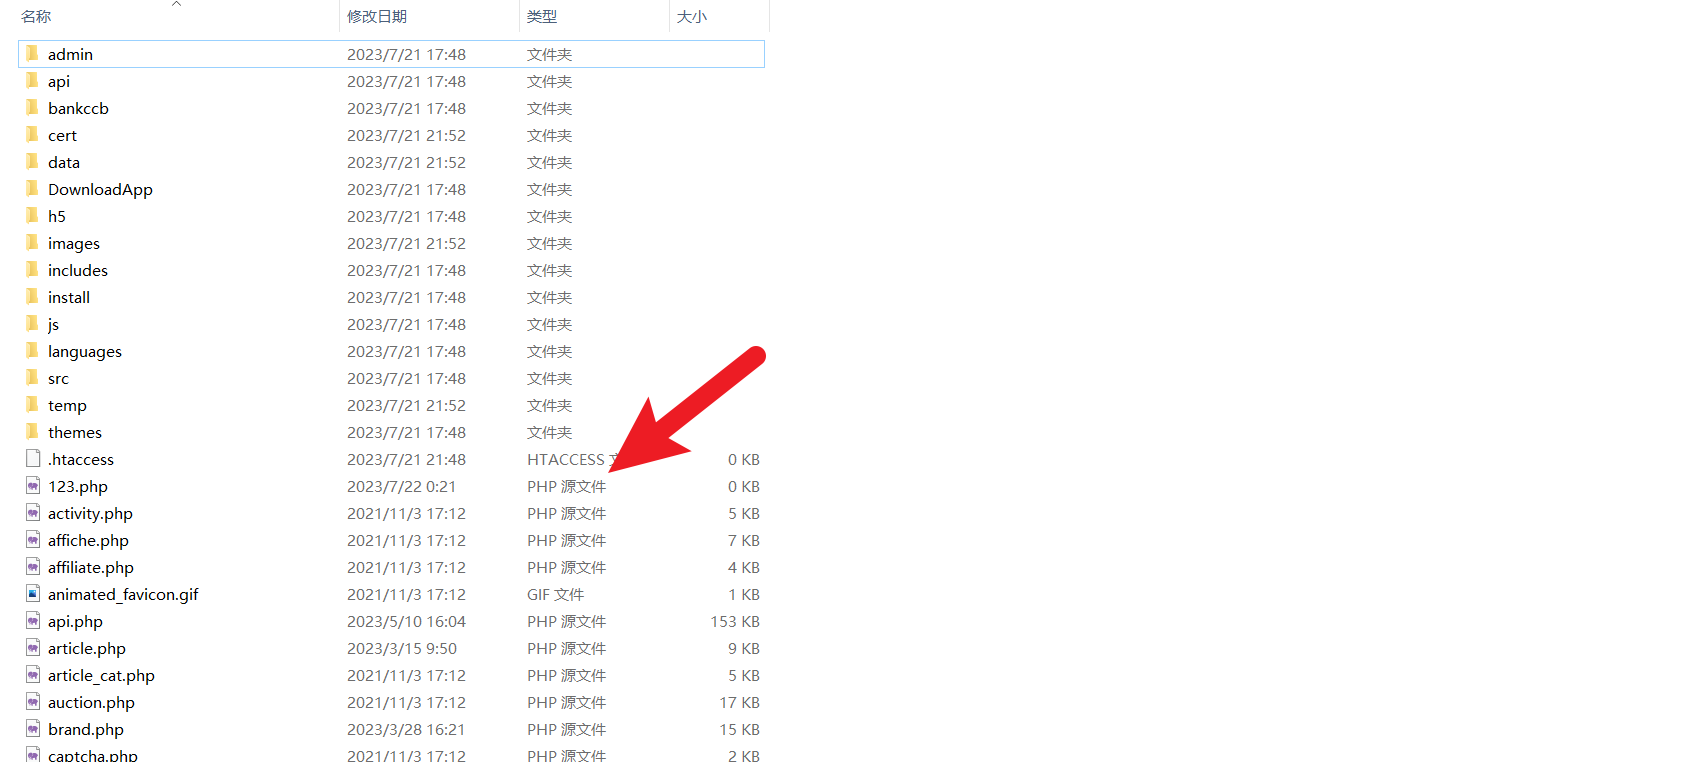 名称 修改日期 类型 大小
admin 2023/7/21 17:48 文件夹
api 2023/7/21 17:48 文件夹
bankccb 2023/7/21 17:48 文件夹
cert 2023/7/21 21:52 文件夹
data 2023/7/21 21:52 文件夹
DownloadApp 2023/7/21 17:48 文件夹
h5 2023/7/21 17:48 文件夹
images 2023/7/21 21:52 文件夹
includes 2023/7/21 17:48 文件夹
install 2023/7/21 17:48 文件夹
js 2023/7/21 17:48 文件夹
languages 2023/7/21 17:48 文件夹
src 2023/7/21 17:48 文件夹
temp 2023/7/21 21:52 文件夹
themes 2023/7/21 17:48 文件夹
.htaccess 2023/7/21 21:48 HTACCESS 0 KB
123.php 2023/7/22 0:21 PHP 源文件 0 KB
activity.php 2021/11/3 17:12 PHP 源文件 5 KB
affiche.php 2021/11/3 17:12 PHP 源文件 7 KB
affiliate.php 2021/11/3 17:12 PHP 源文件 4 KB
animated_favicon.gif 2021/11/3 17:12 GIF 文件 1 KB
api.php 2023/5/10 16:04 PHP 源文件 153 KB
article.php 2023/3/15 9:50 PHP 源文件 9 KB
article_cat.php 2021/11/3 17:12 PHP 源文件 5 KB
auction.php 2021/11/3 17:12 PHP 源文件 17 KB
brand.php 2023/3/28 16:21 PHP 源文件 15 KB
captcha.php 2021/11/3 17:12 PHP 源文件 2 KB